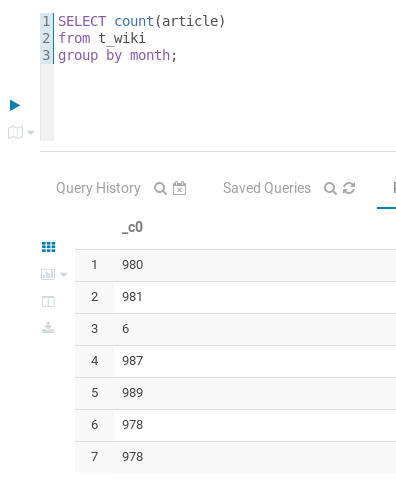 1 SELECT count(article)
2 from t_wiki
3 group by month;
Query History Saved Queries
_c0
1 980
2 981
3 6
4 987
5 989
6 978
7 978